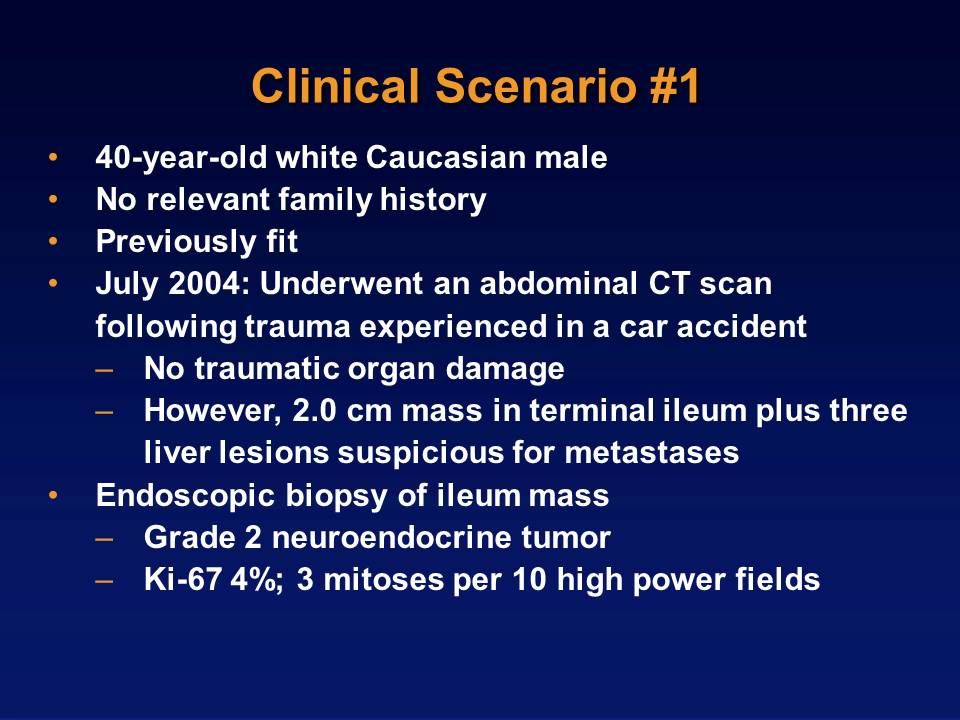 Clinical Scenario #1
• 40-year-old white Caucasian male
• No relevant family history
• Previously fit
• July 2004: Underwent an abdominal CT scan
following trauma experienced in a car accident
– No traumatic organ damage
– However, 2.0 cm mass in terminal ileum plus three
liver lesions suspicious for metastases
• Endoscopic biopsy of ileum mass
– Grade 2 neuroendocrine tumor
– Ki-67 4%; 3 mitoses per 10 high power fields